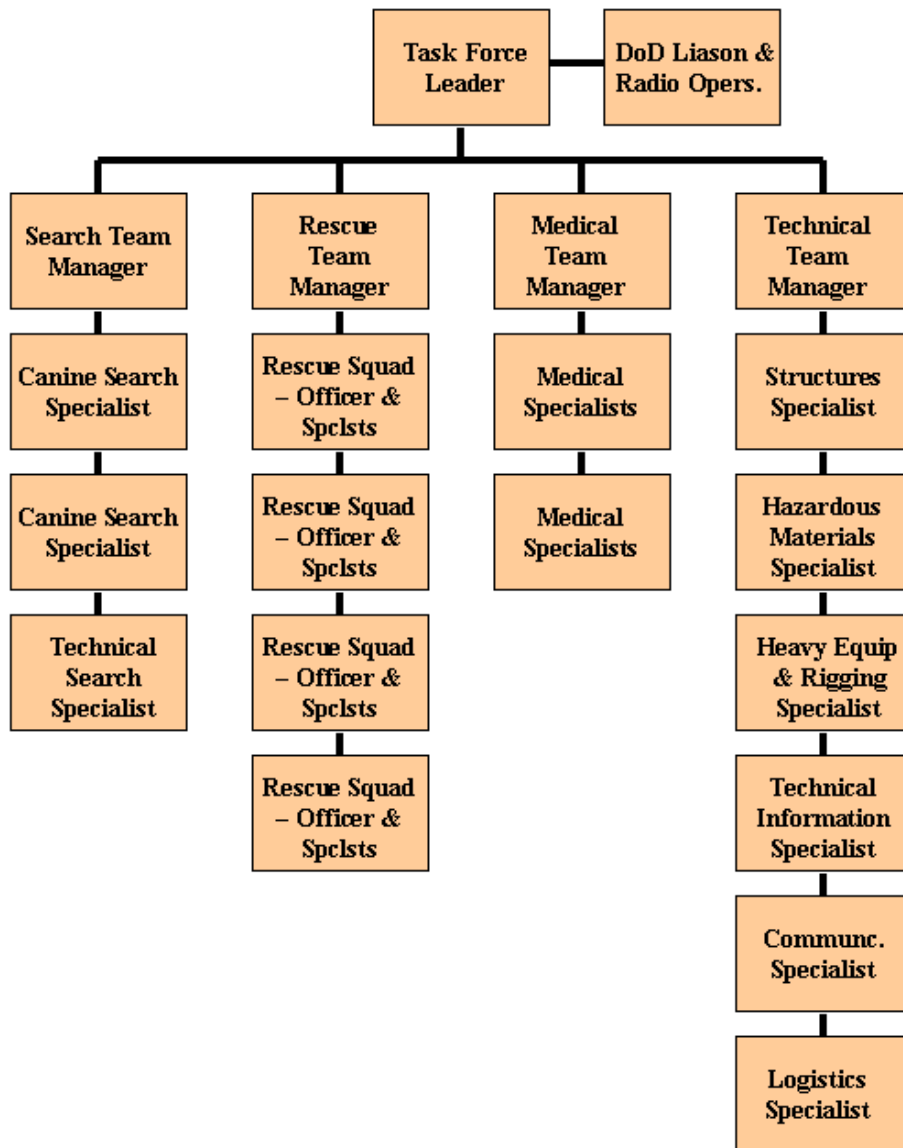 Task Force
Leader
DoD Liason &
Radio Opers.
Search Team
Manager
Rescue
Team
Manager
Medical
Team
Manager
Technical
Team
Manager
Canine Search
Specialist
Rescue Squad
– Officer &
Spclsts
Medical
Specialists
Structures
Specialist
Canine Search
Specialist
Rescue Squad
– Officer &
Spclsts
Medical
Specialists
Hazardous
Materials
Specialist
Technical
Search
Specialist
Rescue Squad
– Officer &
Spclsts
Heavy Equip
& Rigging
Specialist
Rescue Squad
– Officer &
Spclsts
Technical
Information
Specialist
Communc.
Specialist
Logistics
Specialist